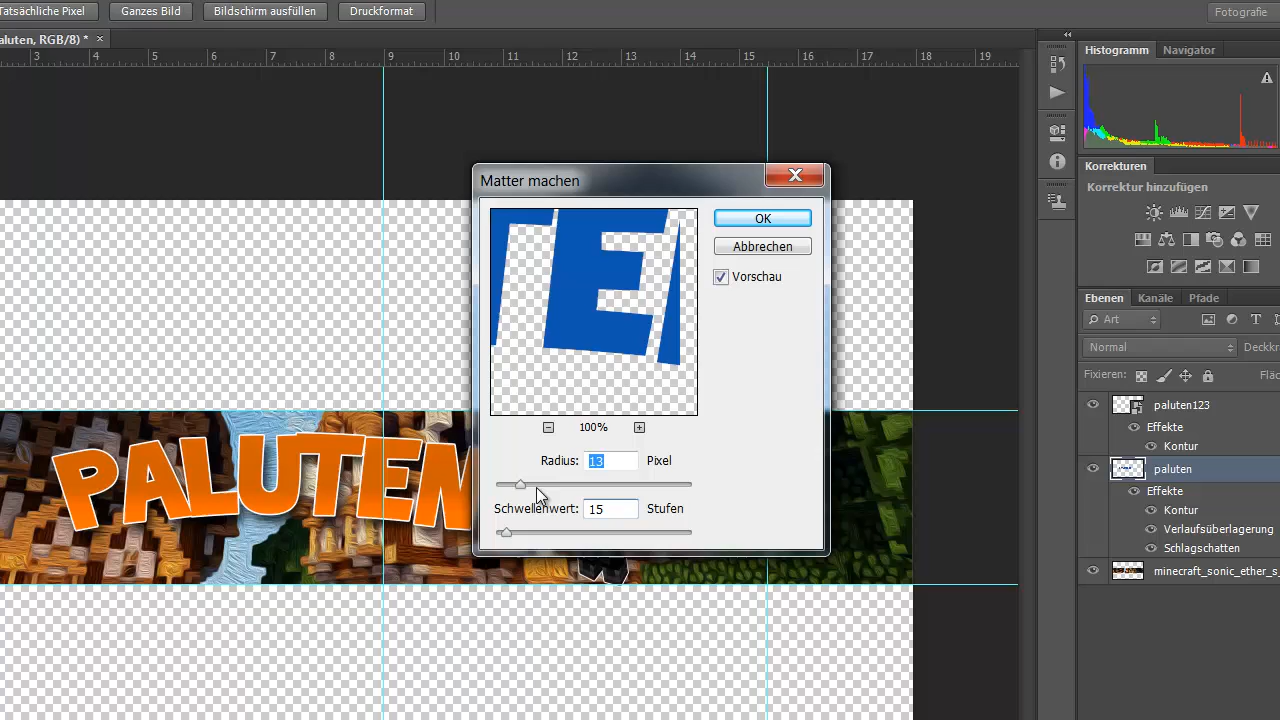 Tatsächliche Pixel
Ganzes Bild
Bildschirm ausfüllen
Druckformat
Fotografie
aluten, RGB/8) *
3 4 5 6 7 8 9 10 11 12 13 14 15 16 17 18 19
Histogramm
Navigator
Matter machen
OK
Abbrechen
Vorschau
E
100%
Radius: 13 Pixel
Schwellenwert: 15 Stufen
PALUTEN
Korrekturen
Korrektur hinzufügen
Ebenen
Kanäle
Pfade
Art
Normal
Deckkr
Fixieren:
Fläc
paluten123
Effekte
Kontur
paluten
Effekte
Kontur
Verlaufsüberlagerung
Schlagschatten
minecraft_sonic_ether_s